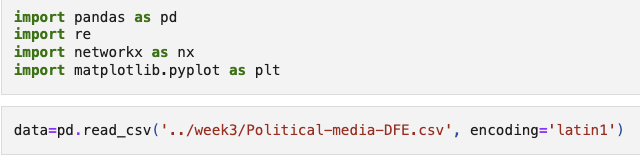 import pandas as pd
import re
import networkx as nx
import matplotlib.pyplot as plt
data=pd.read_csv('../week3/Political-media-DFE.csv', encoding='latin1')